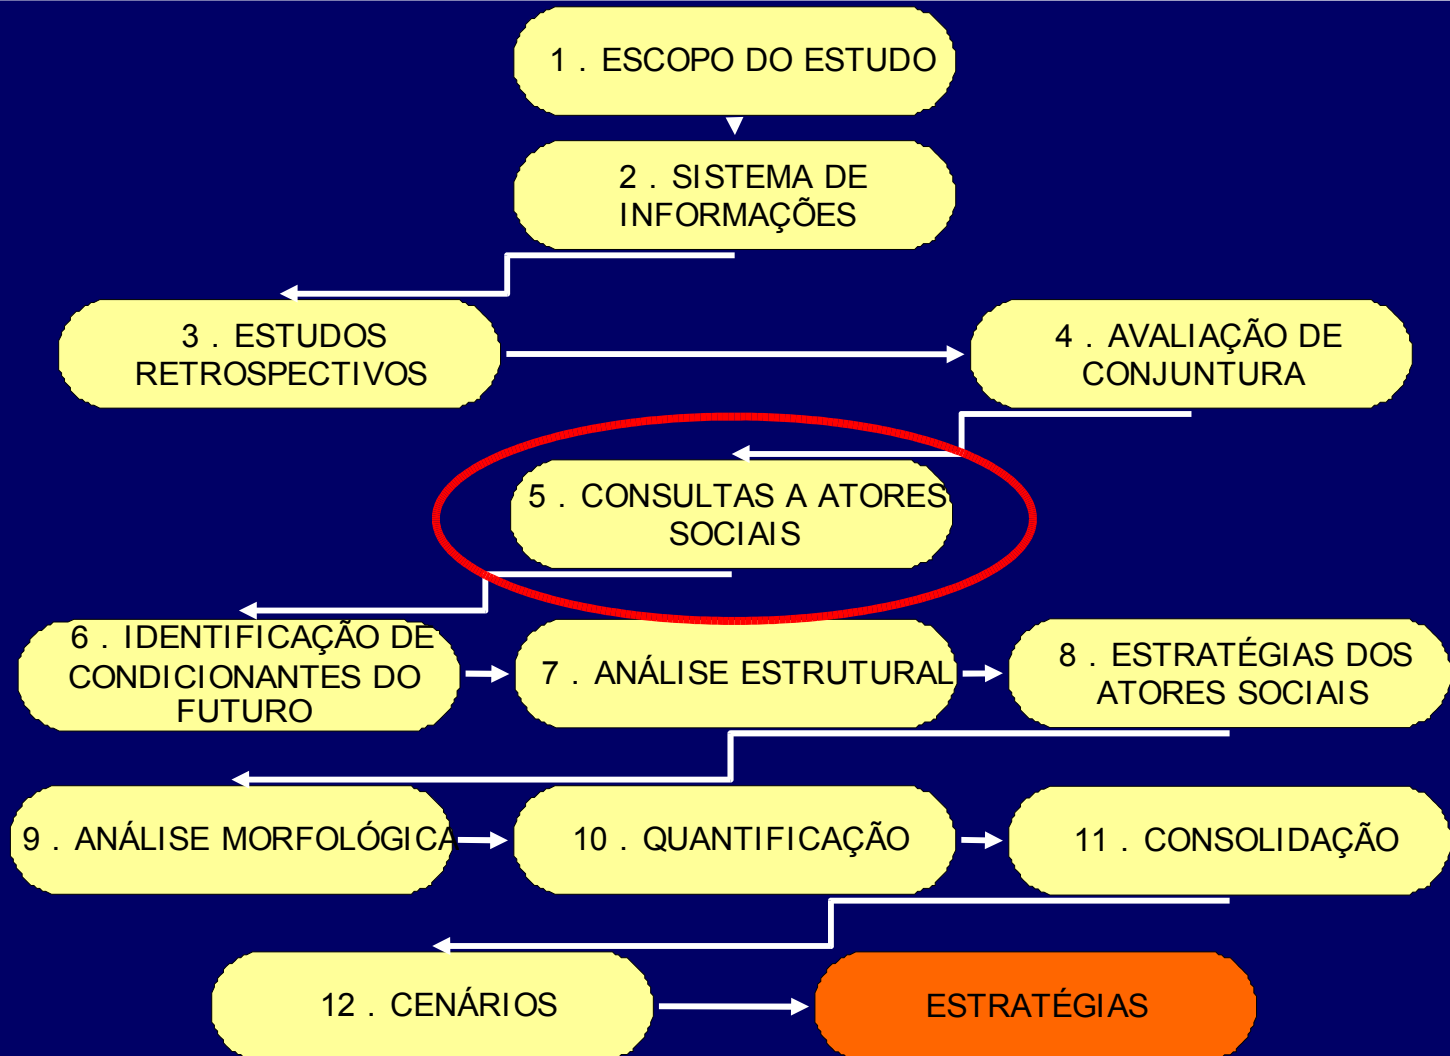 1 . ESCOPO DO ESTUDO
2 . SISTEMA DE
INFORMAÇÕES
3 . ESTUDOS
RETROSPECTIVOS
4 . AVALIAÇÃO DE
CONJUNTURA
5 . CONSULTAS A ATORES
SOCIAIS
6 . IDENTIFICAÇÃO DE
CONDICIONANTES DO
FUTURO
7 . ANÁLISE ESTRUTURAL
8 . ESTRATÉGIAS DOS
ATORES SOCIAIS
9 . ANÁLISE MORFOLÓGICA
10 . QUANTIFICAÇÃO
11 . CONSOLIDAÇÃO
12 . CENÁRIOS
ESTRATÉGIAS